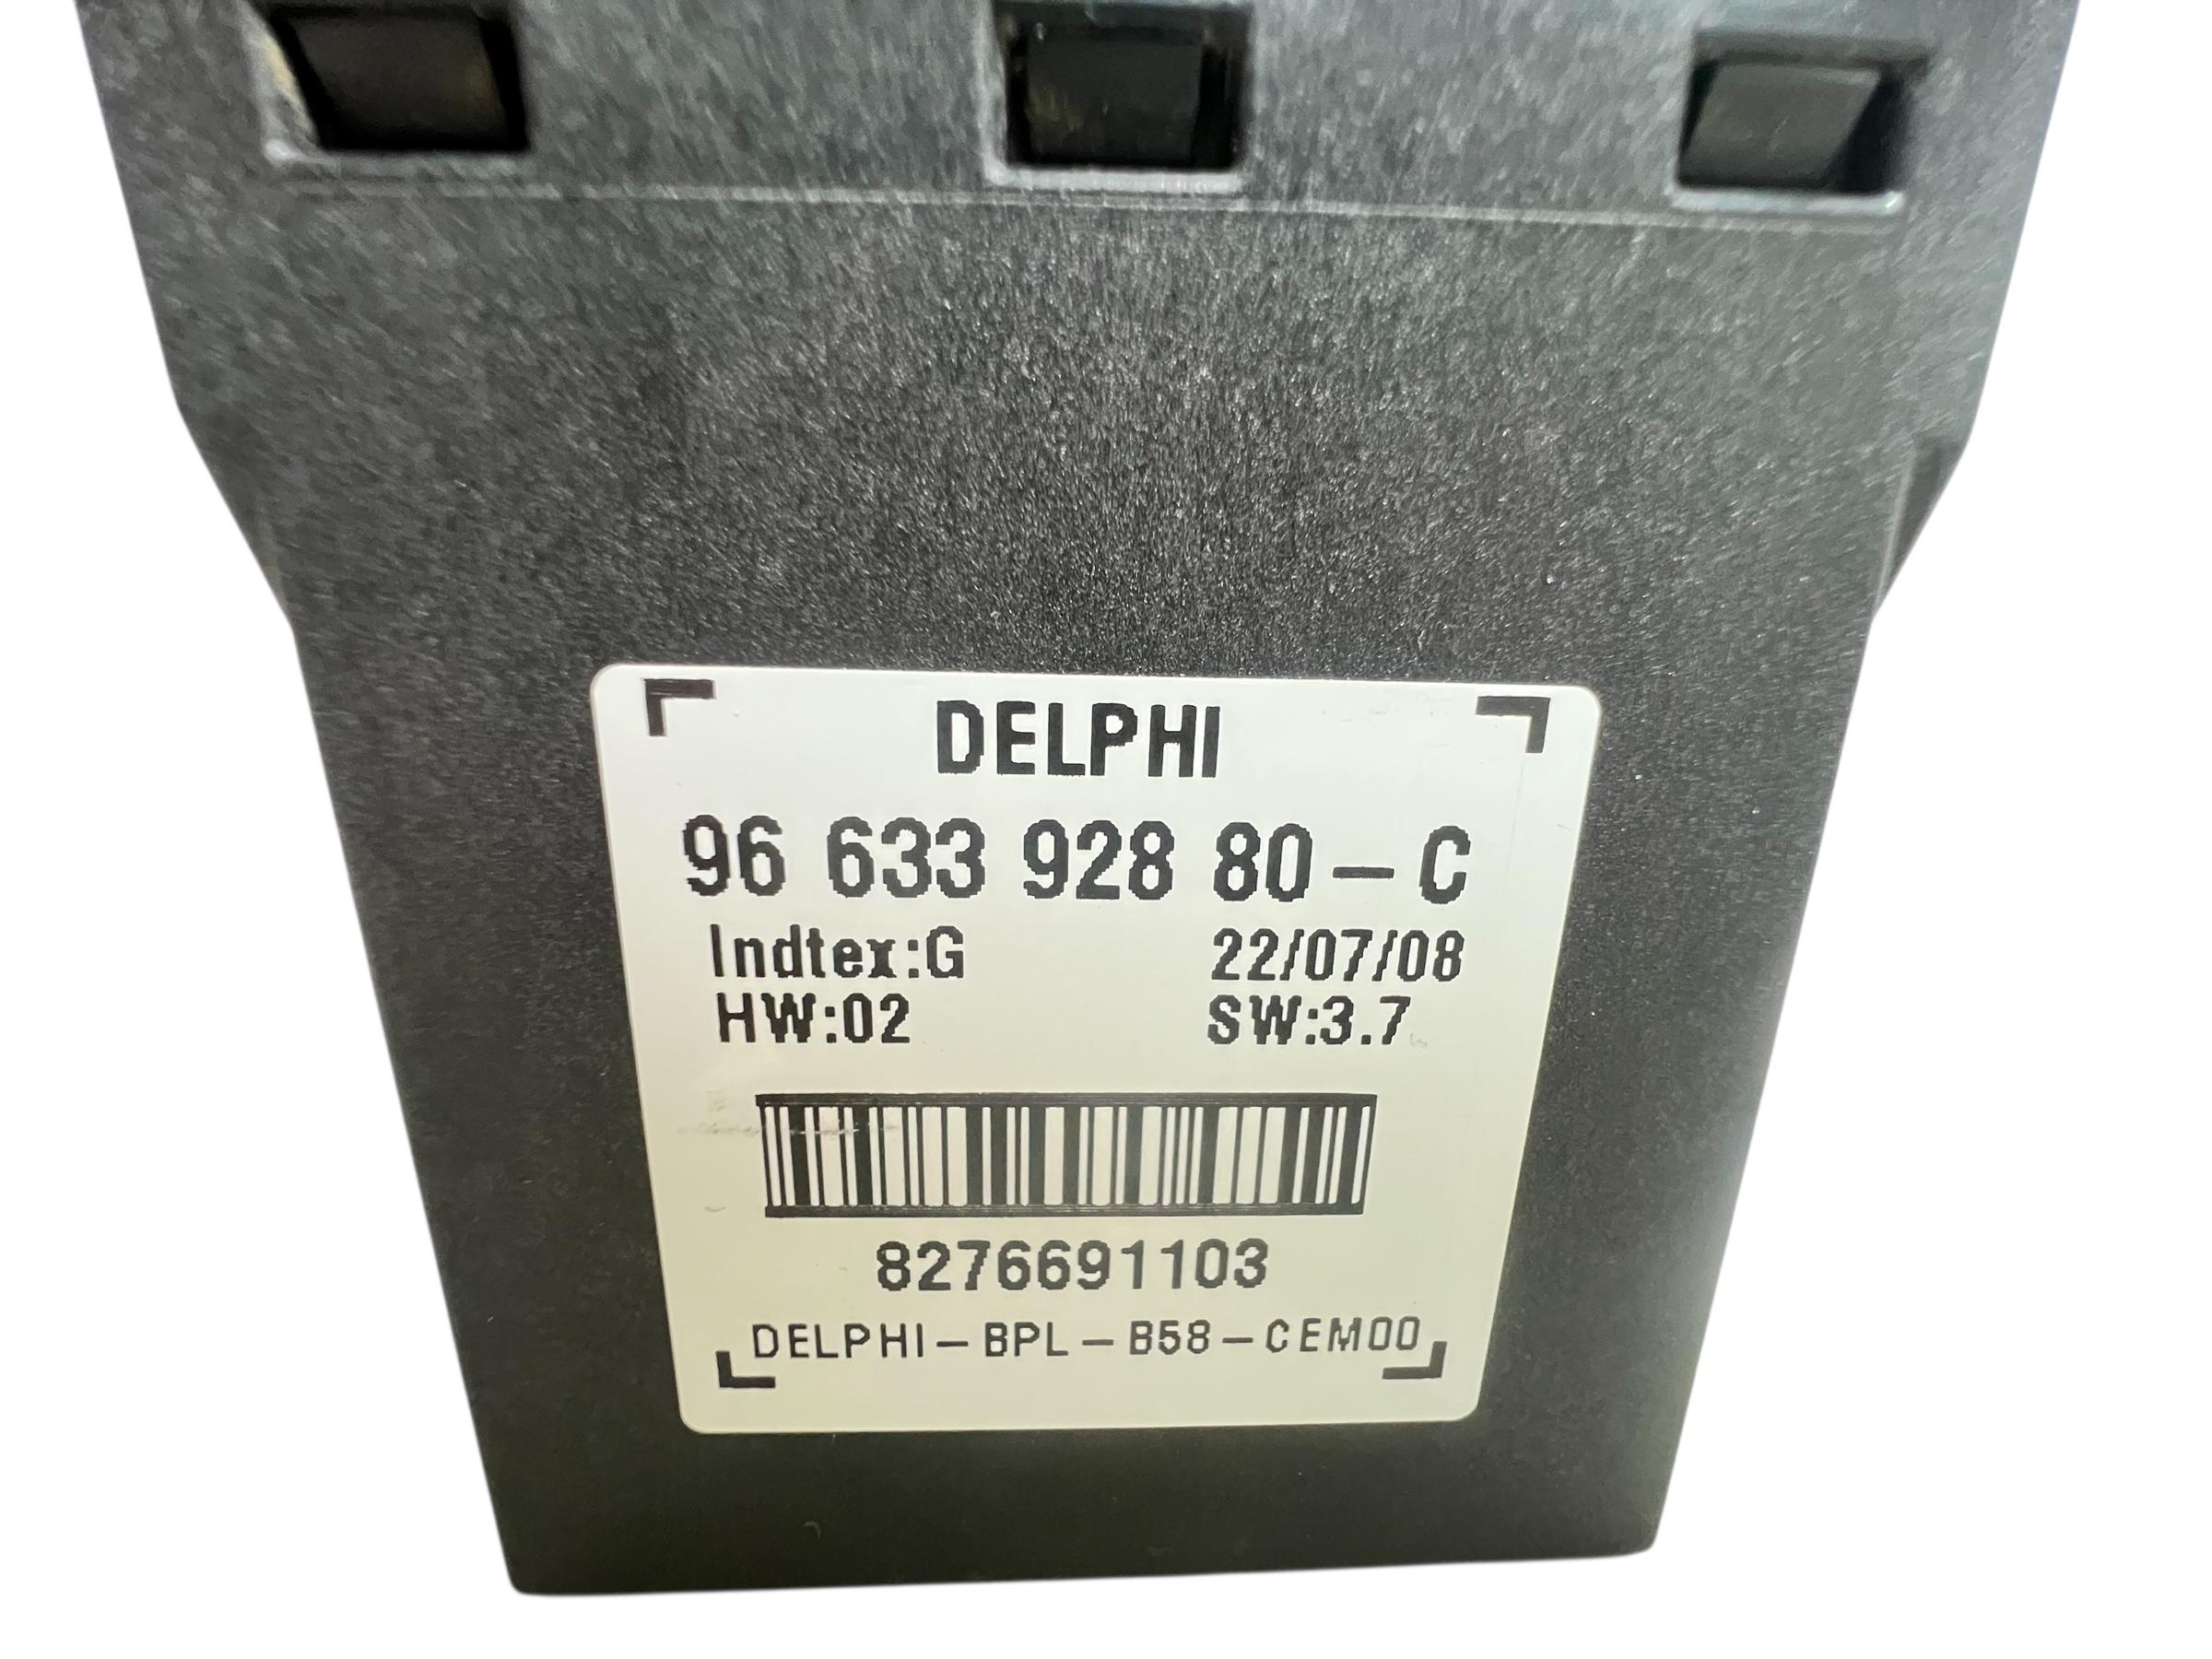 DELPHI
96 633 928 80-C
Indtex:G 22/07/08
HW:02 SW:3.7
8276691103
DELPHI-BPL-B58-CEM00